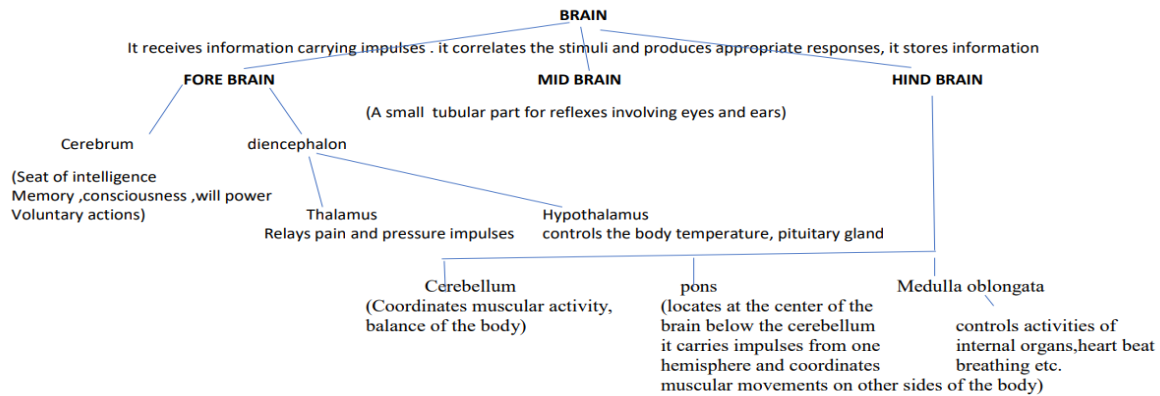 BRAIN
It receives information carrying impulses . it correlates the stimuli and produces appropriate responses, it stores information
FORE BRAIN
MID BRAIN
HIND BRAIN
(A small tubular part for reflexes involving eyes and ears)
Cerebrum
diencephalon
(Seat of intelligence
Memory ,consciousness ,will power
Voluntary actions)
Thalamus
Relays pain and pressure impulses
Hypothalamus
controls the body temperature, pituitary gland
Cerebellum
(Coordinates muscular activity,
balance of the body)
pons
(locates at the center of the
brain below the cerebellum
it carries impulses from one
hemisphere and coordinates
muscular movements on other sides of the body)
Medulla oblongata
controls activities of
internal organs,heart beat
breathing etc.